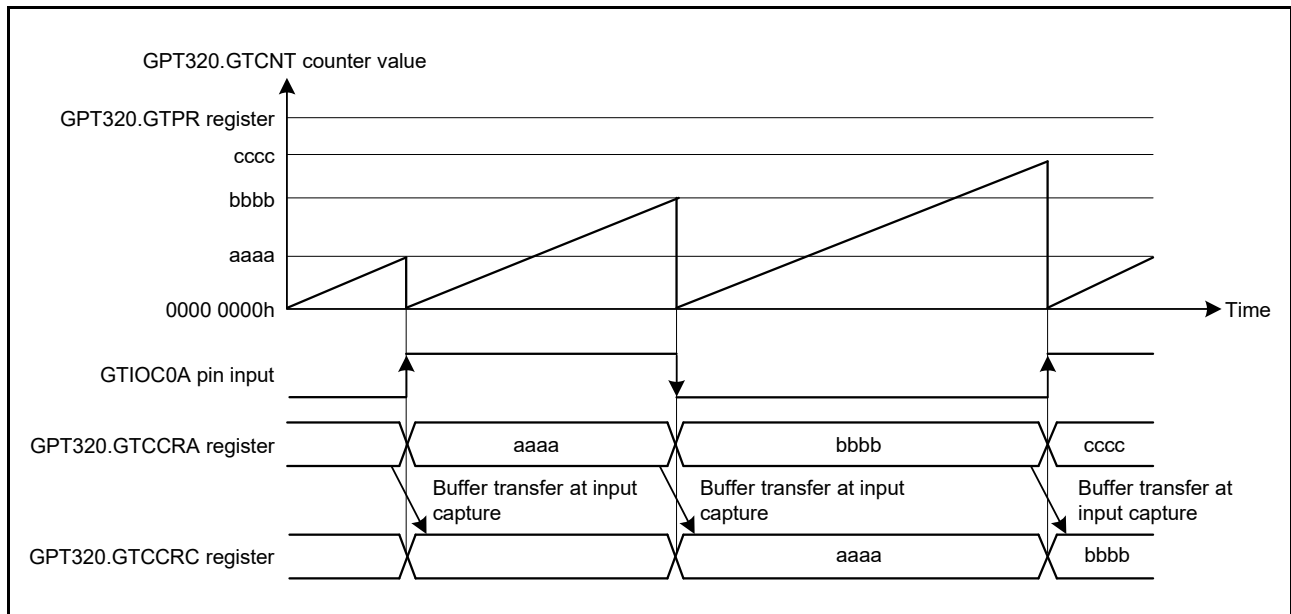 GPT320.GTCNT counter value
GPT320.GTPR register
cccc
bbbb
aaaa
0000 0000h
Time
GTIOC0A pin input
GPT320.GTCCRA register
aaaa
bbbb
cccc
Buffer transfer at input
capture
Buffer transfer at input
capture
Buffer transfer at
input capture
GPT320.GTCCRC register
aaaa
bbbb